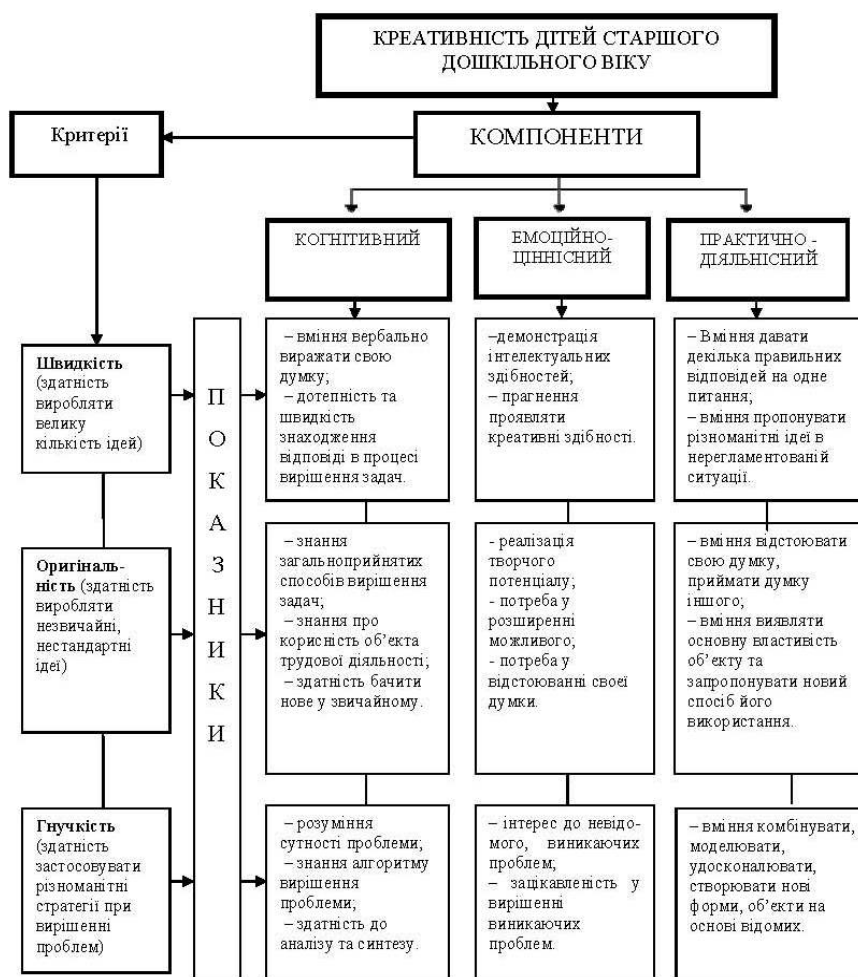 КРЕАТИВНІСТЬ ДІТЕЙ СТАРШОГО
ДОШКІЛЬНОГО ВІКУ
Критерії
КОМПОНЕНТИ
КОГНІТИВНИЙ
ЕМОЦІЙНО-
ЦІННІСНИЙ
ПРАКТИЧНО -
ДІЯЛЬНІСНИЙ
Швидкість
(здатність
виробляти
велику
кількість ідей)
П
О
К
А
З
Н
И
К
И
– вміння вербально
виражати свою
думку;
– дотепність та
швидкість
знаходження
відповіді в процесі
вирішення задач.
–демонстрація
інтелектуальних
здібностей;
– прагнення
проявляти
креативні здібності.
– Вміння давати
декілька правильних
відповідей на одне
питання;
– вміння пропонувати
різноманітні ідеї в
нерегламентованій
ситуації.
Оригіналь-
ність (здатність
виробляти
незвичайні,
нестандартні
ідеї)
– знання
загальноприйнятих
способів вирішення
задач;
– знання про
корисність об’єкта
трудової діяльності;
– здатність бачити
нове у звичайному.
- реалізація
творчого
потенціалу;
- потреба у
розширенні
можливого;
- потреба у
відстоюванні своєї
думки.
– вміння відстоювати
свою думку,
приймати думку
іншого;
– вміння виявляти
основну властивість
об’єкту та
запропонувати новий
спосіб його
використання.
Гнучкість
(здатність
застосовувати
різноманітні
стратегії при
вирішенні
проблем)
– розуміння
сутності проблеми;
– знання алгоритму
вирішення
проблеми;
– здатність до
аналізу та синтезу.
– інтерес до невідо-
мого, виникаючих
проблем;
– зацікавленість у
вирішенні
виникаючих
проблем.
– вміння комбінувати,
моделювати,
удосконалювати,
створювати нові
форми, об’єкти на
основі відомих.